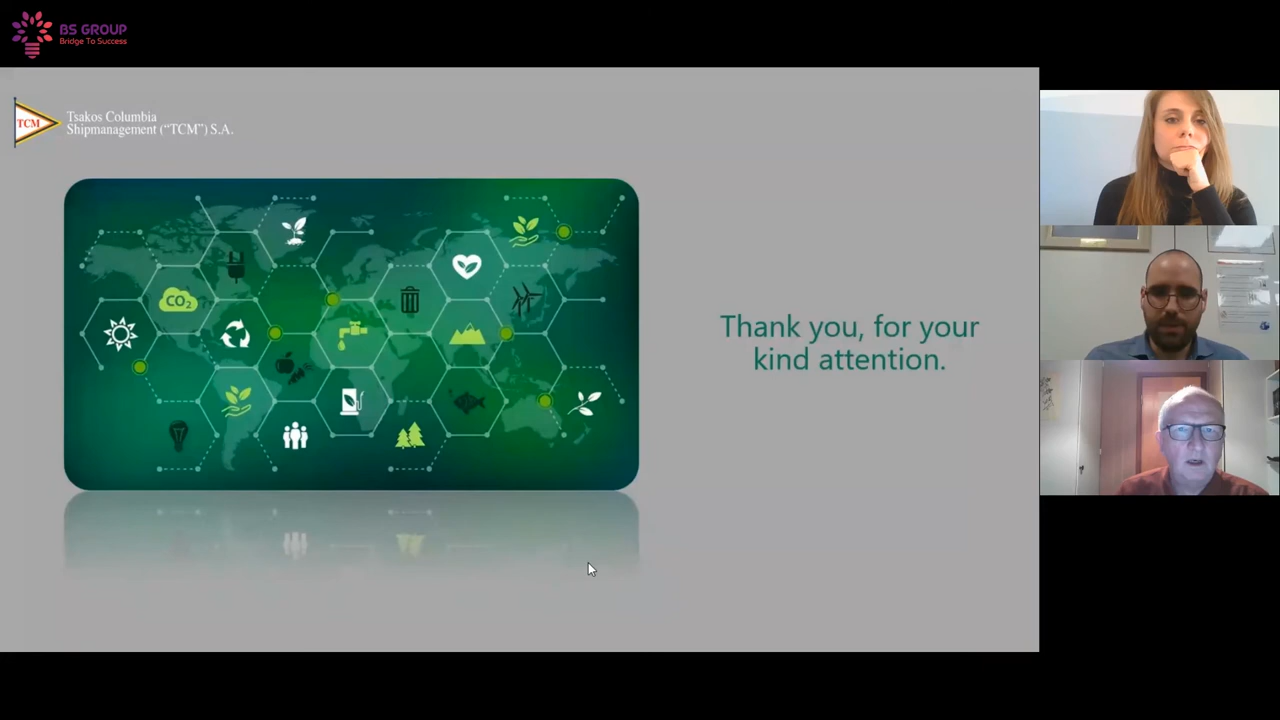 BS GROUP
Bridge To Success
TCM
Tsakos Columbia
Shipmanagement ("TCM") S.A.
CO2
Thank you, for your
kind attention.